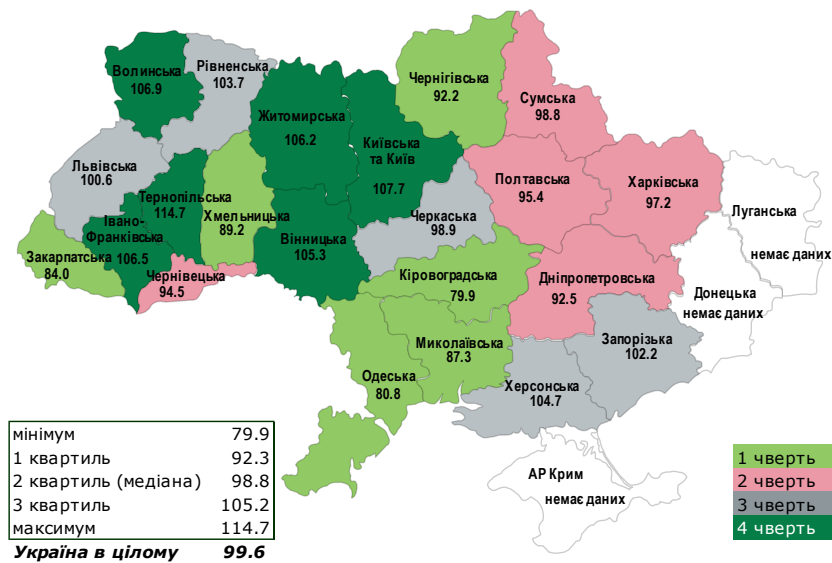 Волинська
106.9
Рівненська
103.7
Житомирська
106.2
Київська
та Київ
107.7
Чернігівська
92.2
Сумська
98.8
Львівська
100.6
Тернопільська
114.7
Хмельницька
89.2
Івано-
Франківська
106.5
Закарпатська
84.0
Чернівецька
94.5
Вінницька
105.3
Черкаська
98.9
Полтавська
95.4
Харківська
97.2
Луганська
немає даних
Донецька
немає даних
Кіровоградська
79.9
Дніпропетровська
92.5
Миколаївська
87.3
Одеська
80.8
Запорізька
102.2
Херсонська
104.7
АР Крим
немає даних
мінімум 79.9
1 квартиль 92.3
2 квартиль (медіана) 98.8
3 квартиль 105.2
максимум 114.7
Україна в цілому 99.6
1 чверть
2 чверть
3 чверть
4 чверть